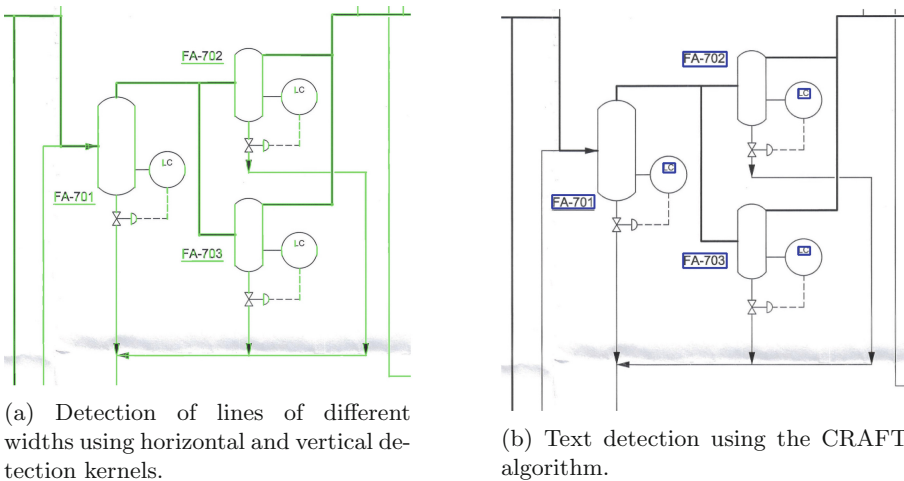 FA-702
LC
LC
FA-701
FA-703
LC
(a) Detection of lines of different
widths using horizontal and vertical de-
tection kernels.
FA-702
LC
LC
FA-701
FA-703
LC
(b) Text detection using the CRAFT
algorithm.